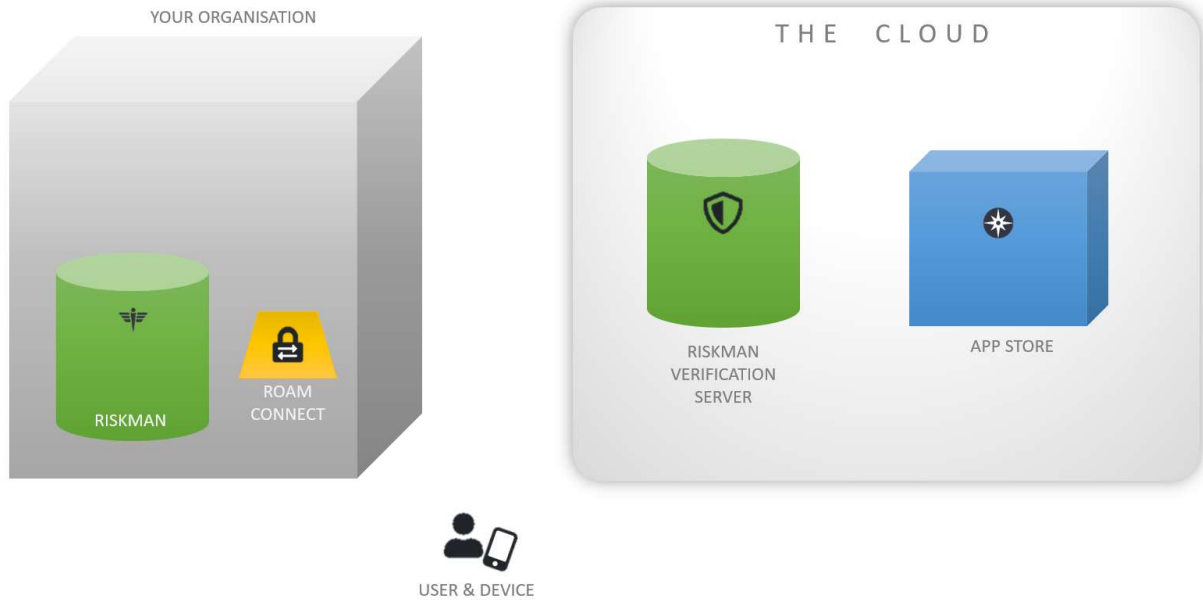 YOUR ORGANISATION
RISKMAN
ROAM
CONNECT
THE CLOUD
RISKMAN
VERIFICATION
SERVER
APP STORE
USER & DEVICE